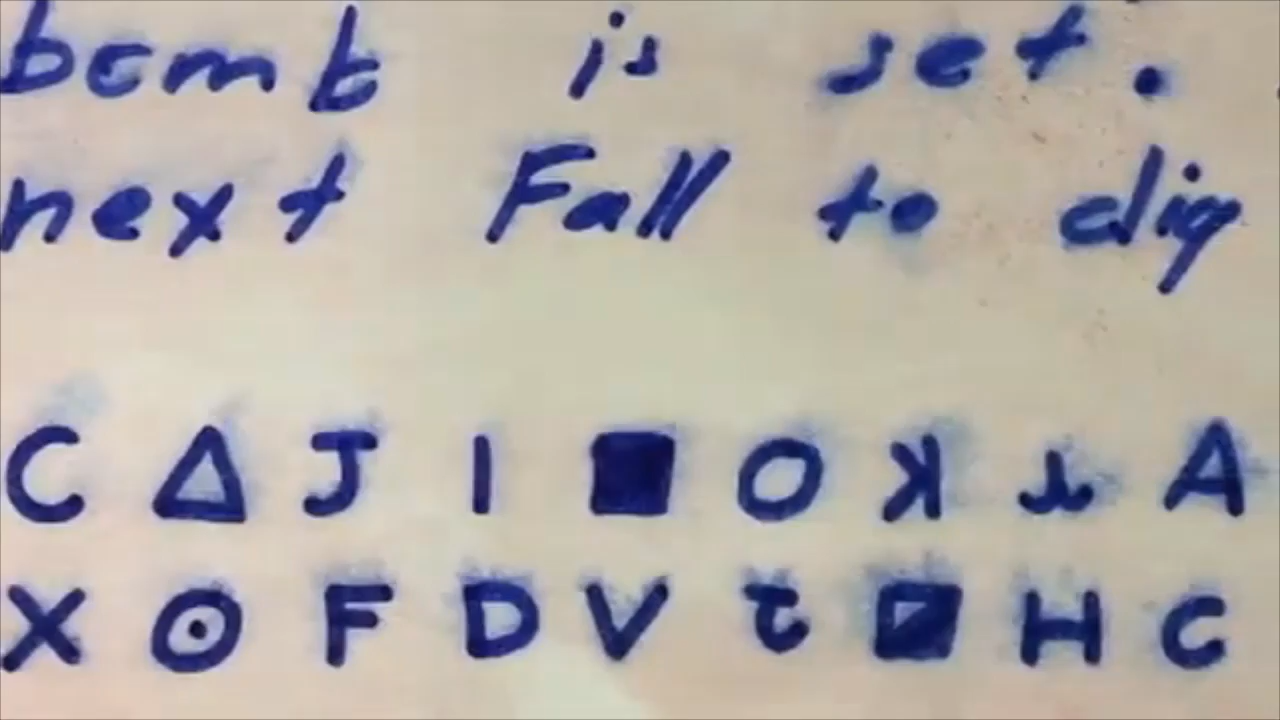 bomb is set.
next Fall to dig
C Δ J I ■ O ꓘ A
X ⊙ F D V ◪ H C